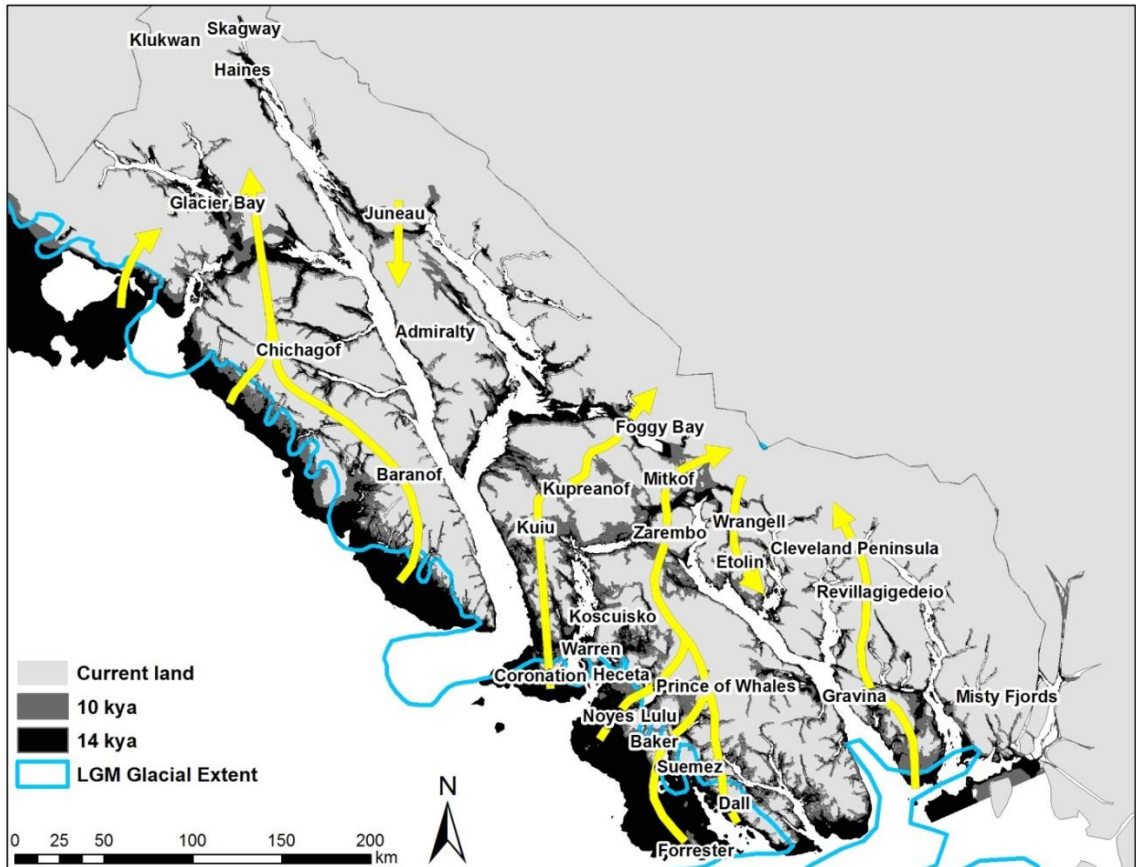 Skagway
Klukwan
Haines
Glacier Bay
Juneau
Admiralty
Chichagof
Foggy Bay
Baranof
Mitkof
Kupreanof
Kuiu
Wrangell
Zarembo
Cleveland Peninsula
Etolin
Revillagigedeio
Koscuisko
Warren
Coronation Heceta
Prince of Whales
Gravina
Misty Fjords
Noyes Lulu
Baker
Suemez
Dall
Forrester
Current land
10 kya
14 kya
LGM Glacial Extent
N
0 25 50 100 150 200
km